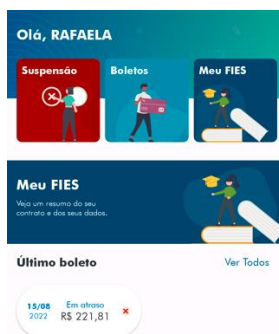 Olá, RAFAELA
Suspensão Boletos Meu FIES
Meu FIES
Veja um resumo do seu
contrato e dos seus dados.
Último boleto Ver Todos
15/08 Em atraso
2022 R$ 221,81